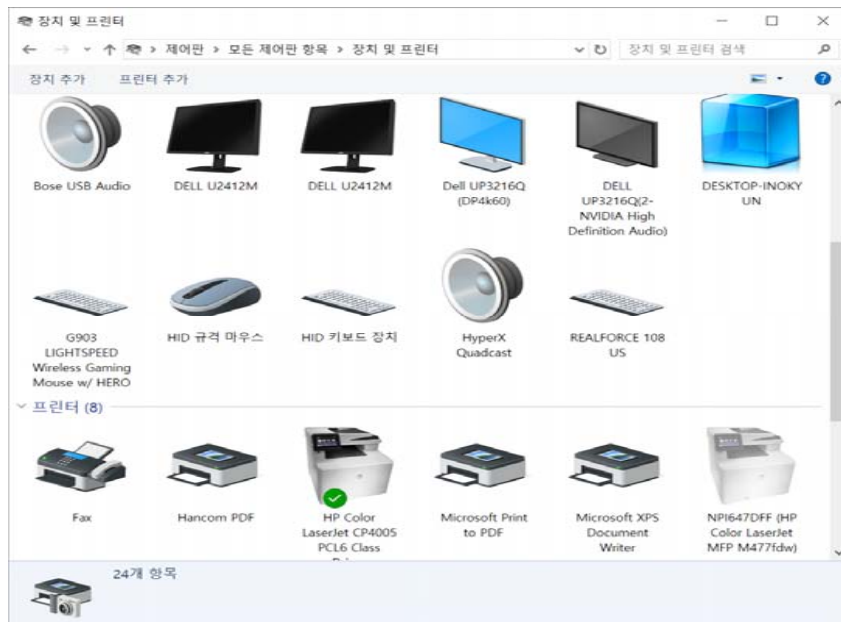 장치 및 프린터
제어판 › 모든 제어판 항목 › 장치 및 프린터
장치 및 프린터 검색
장치 추가 프린터 추가
Bose USB Audio
DELL U2412M
DELL U2412M
Dell UP3216Q
(DP4k60)
DELL
UP3216Q(2-
NVIDIA High
Definition Audio)
DESKTOP-INOKY
UN
G903
LIGHTSPEED
Wireless Gaming
Mouse w/ HERO
HID 규격 마우스
HID 키보드 장치
HyperX
Quadcast
REALFORCE 108
US
프린터 (8)
Fax
Hancom PDF
HP Color
LaserJet CP4005
PCL6 Class
Microsoft Print
to PDF
Microsoft XPS
Document
Writer
NPI647DFF (HP
Color LaserJet
MFP M477fdw)
24개 항목